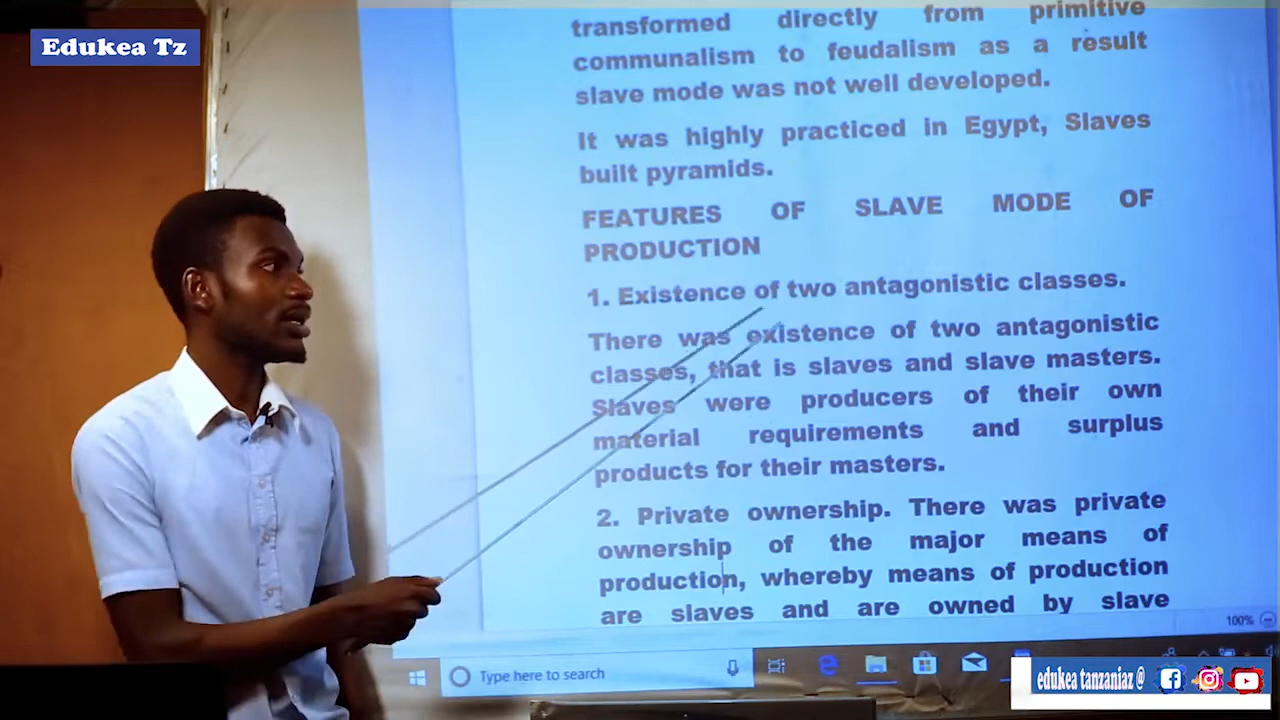 Edukea Tz
transformed directly from primitive
communalism to feudalism as a result
slave mode was not well developed.
It was highly practiced in Egypt, Slaves
built pyramids.
FEATURES OF SLAVE MODE OF
PRODUCTION
1. Existence of two antagonistic classes.
There was existence of two antagonistic
classes, that is slaves and slave masters.
Slaves were producers of their own
material requirements and surplus
products for their masters.
2. Private ownership. There was private
ownership of the major means of
production, whereby means of production
are slaves and are owned by slave
100%
Type here to search
edukea tanzaniaz @